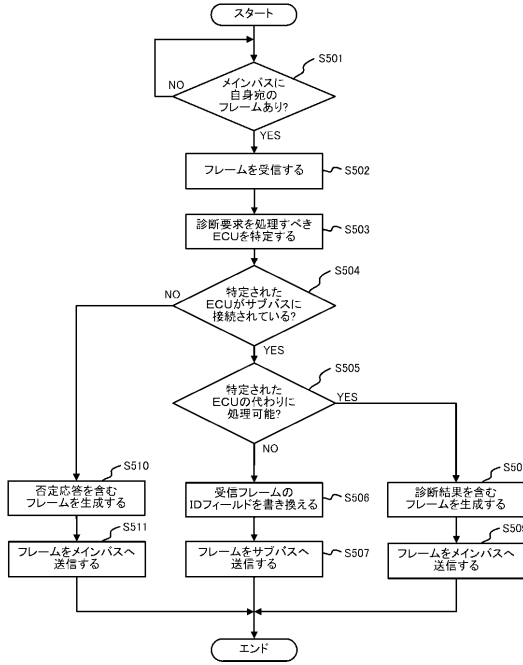 スタート
メインバスに
自身宛の
フレームあり?
S501
NO
YES
フレームを受信する
S502
診断要求を処理すべき
ECUを特定する
S503
特定された
ECUがサブバスに
接続されている?
S504
NO
YES
特定された
ECUの代わりに
処理可能?
S505
YES
NO
否定応答を含む
フレームを生成する
S510
受信フレームの
IDフィールドを書き換える
S506
診断結果を含む
フレームを生成する
フレームをメインバスへ
送信する
S511
フレームをサブバスへ
送信する
S507
フレームをメインバスへ
送信する
エンド